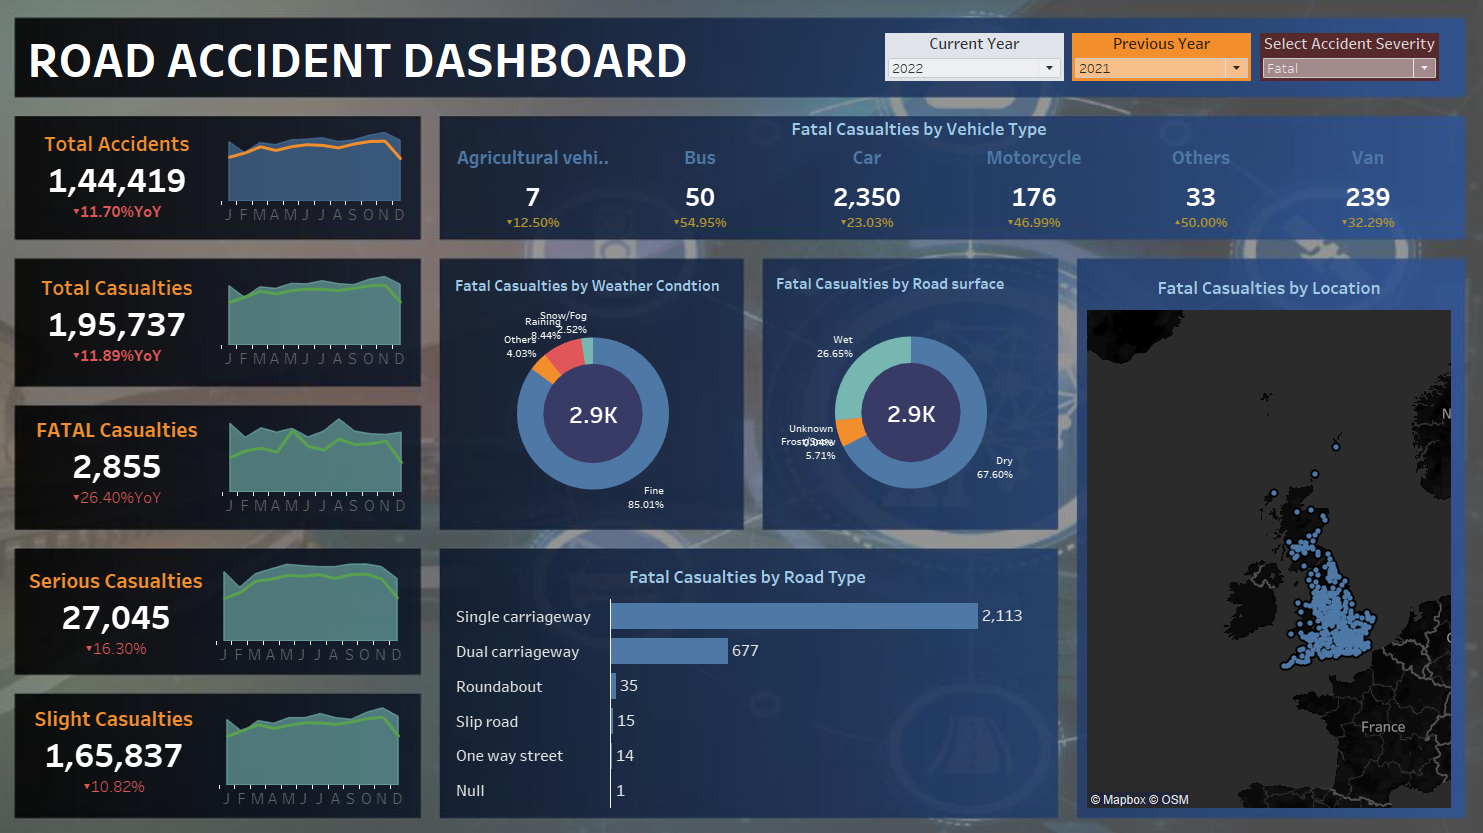 ROAD ACCIDENT DASHBOARD
Current Year
2022
Previous Year
2021
Select Accident Severity
Fatal
Total Accidents
1,44,419
▼11.70%YoY
J F M A M J J A S O N D
Total Casualties
1,95,737
▼11.89%YoY
J F M A M J J A S O N D
FATAL Casualties
2,855
▼26.40%YoY
J F M A M J J A S O N D
Serious Casualties
27,045
▼16.30%
J F M A M J J A S O N D
Slight Casualties
1,65,837
▼10.82%
J F M A M J J A S O N D
Fatal Casualties by Vehicle Type
Agricultural vehi.. Bus Car Motorcycle Others Van
7 50 2,350 176 33 239
▼12.50% ▼54.95% ▼23.03% ▼46.99% ▲50.00% ▼32.29%
Fatal Casualties by Weather Condtion
Snow/Fog
2.52%
Raining
8.44%
Others
4.03%
2.9K
Fine
85.01%
Fatal Casualties by Road surface
Wet
26.65%
2.9K
Unknown
0.04%
Frost/Snow
5.71%
Dry
67.60%
Fatal Casualties by Road Type
Single carriageway 2,113
Dual carriageway 677
Roundabout 35
Slip road 15
One way street 14
Null 1
Fatal Casualties by Location
N
France
© Mapbox © OSM